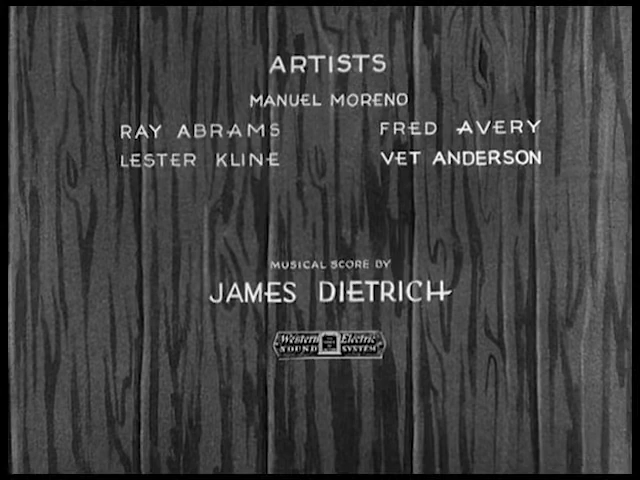 ARTISTS
MANUEL MORENO
RAY ABRAMS FRED AVERY
LESTER KLINE VET ANDERSON
MUSICAL SCORE BY
JAMES DIETRICH
Western Electric
SOUND SYSTEM